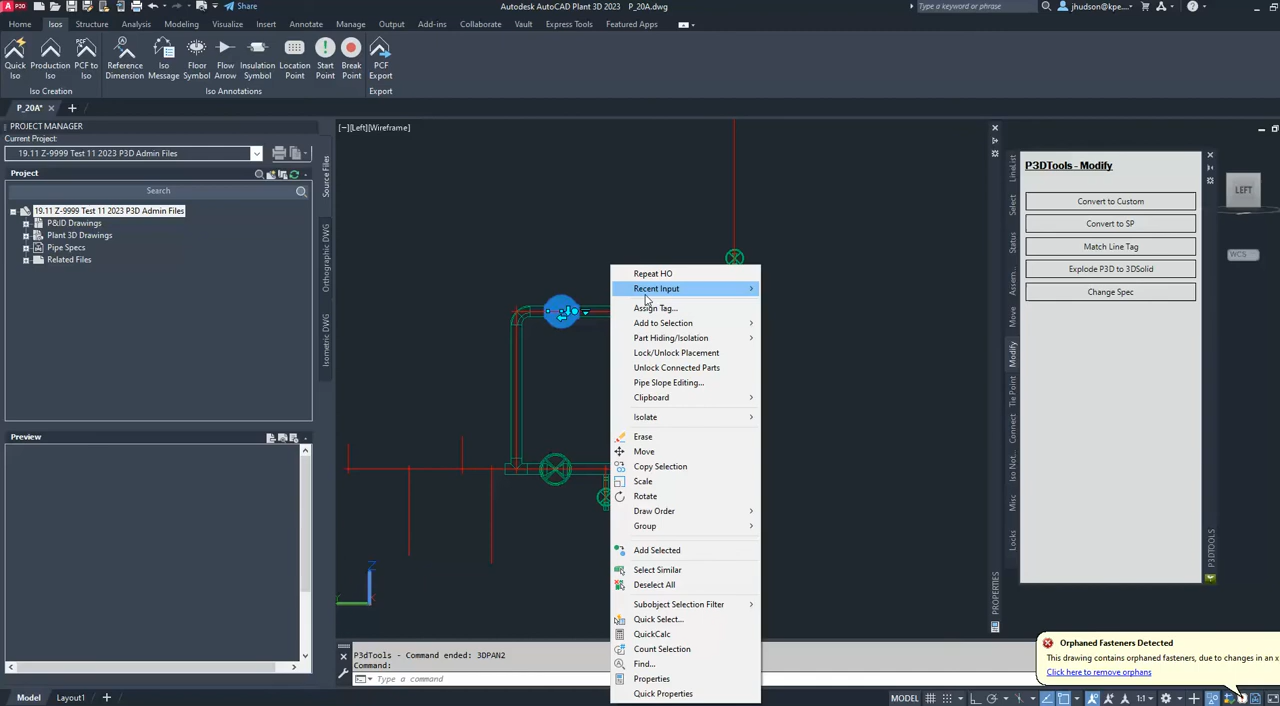 P3D
Share
Autodesk AutoCAD Plant 3D 2023 P_20A.dwg
Type a keyword or phrase
jhudson@kpe...
Home Isos Structure Analysis Modeling Visualize Insert Annotate Manage View Output Add-ins Collaborate Vault Express Tools Featured Apps
Quick Iso
Production Iso
PCF to Iso
Reference Dimension
Iso Message
Floor Symbol
Flow Arrow
Insulation Symbol
Location Point
Start Point
Break Point
PCF Export
Iso Creation
Iso Annotations
Export
P_20A*
PROJECT MANAGER
Current Project:
19.11 Z-9999 Test 11 2023 P3D Admin Files
Project
Search
19.11 Z-9999 Test 11 2023 P3D Admin Files
P&ID Drawings
Plant 3D Drawings
Pipe Specs
Related Files
Source Files
Orthographic DWG
Isometric DWG
Preview
[−][Left][Wireframe]
Repeat HO
Recent Input
Assign Tag...
Add to Selection
Part Hiding/Isolation
Lock/Unlock Placement
Unlock Connected Parts
Pipe Slope Editing...
Clipboard
Isolate
Erase
Move
Copy Selection
Scale
Rotate
Draw Order
Group
Add Selected
Select Similar
Deselect All
Subobject Selection Filter
Quick Select...
QuickCalc
Count Selection
Find...
Properties
Quick Properties
Z
PROPERTIES
P3DTools - Modify
Convert to Custom
Convert to SP
Match Line Tag
Explode P3D to 3DSolid
Change Spec
LineList
Select
Status
Assem...
Move
Modify
Tie Point
Connect
Iso Not...
Misc
Locks
P3DTOOLS
LEFT
WCS
P3dTools - Command ended: 3DPAN2
Command:
Type a command
Orphaned Fasteners Detected
This drawing contains orphaned fasteners, due to changes in an x
Click here to remove orphans
Model Layout1
MODEL
1:1